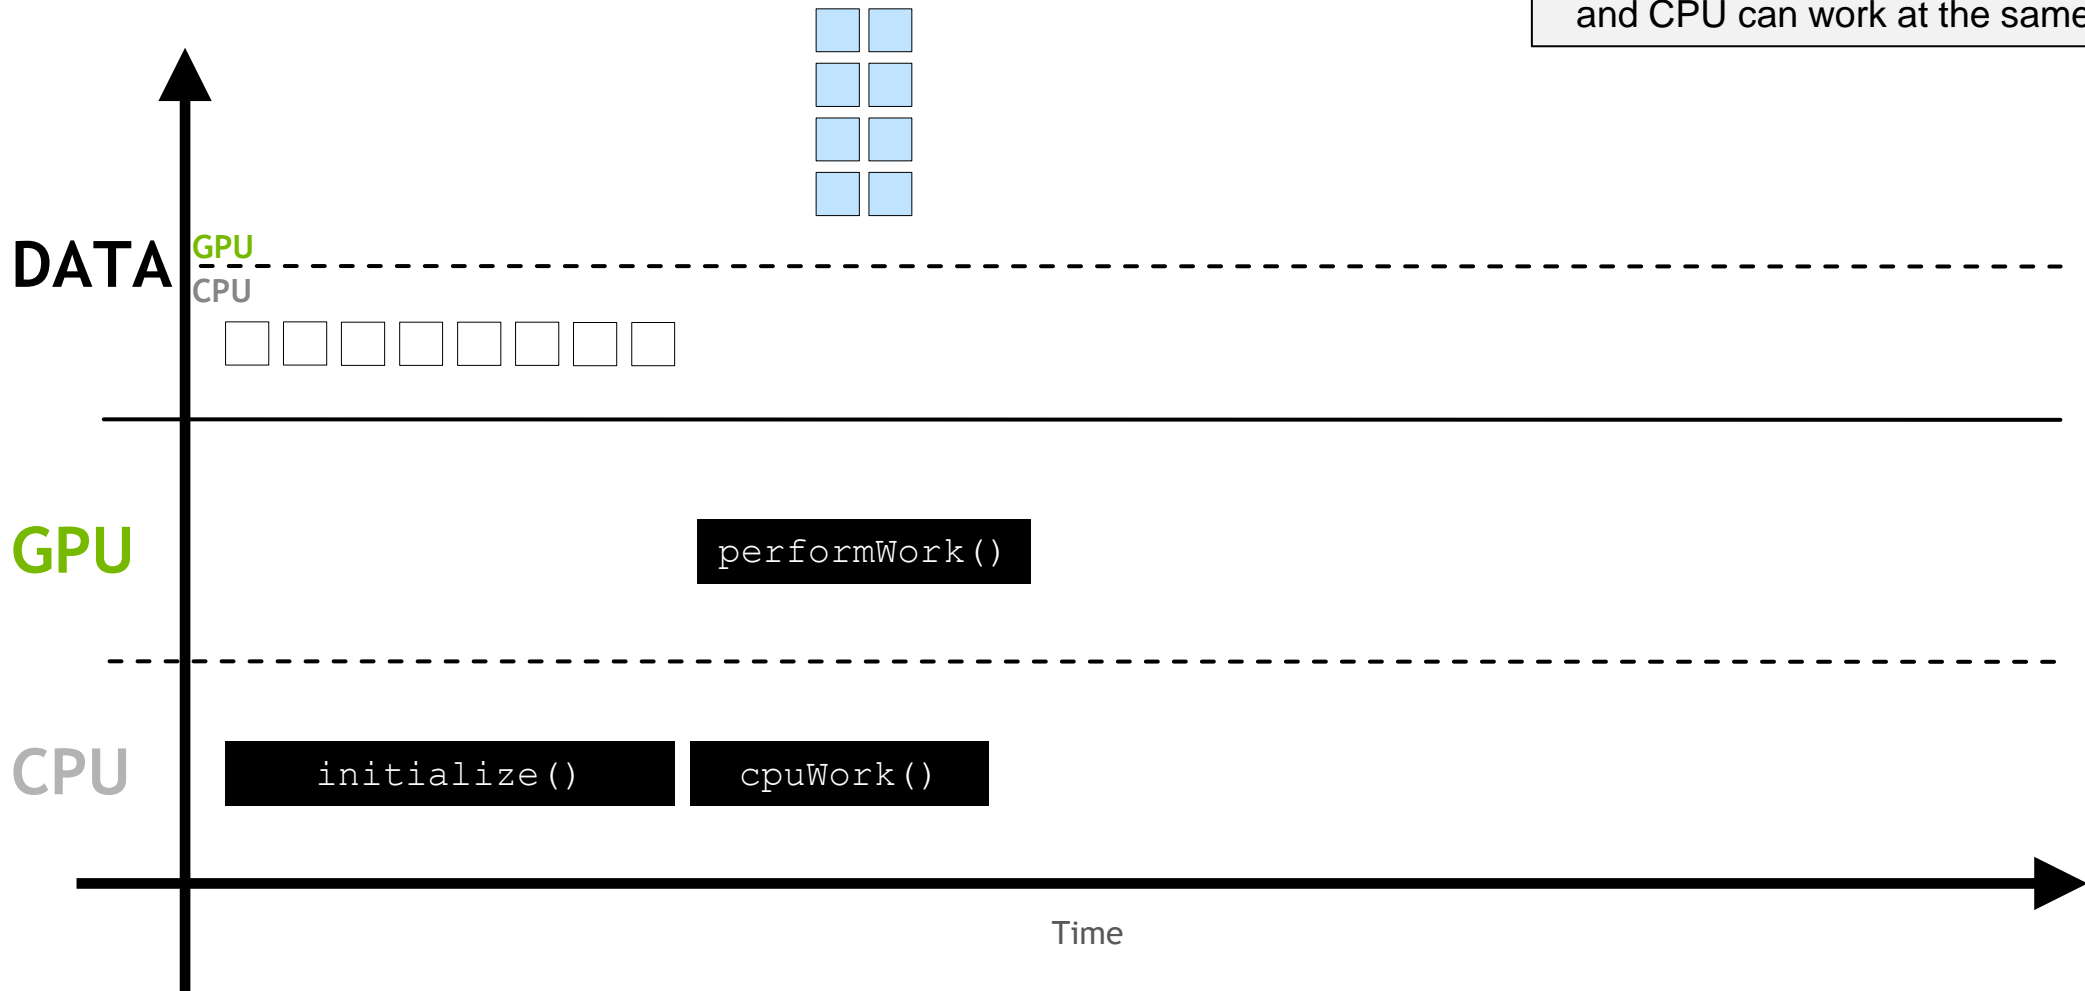 and CPU can work at the same
DATA
GPU
CPU
GPU
performWork()
CPU
initialize()
cpuWork()
Time